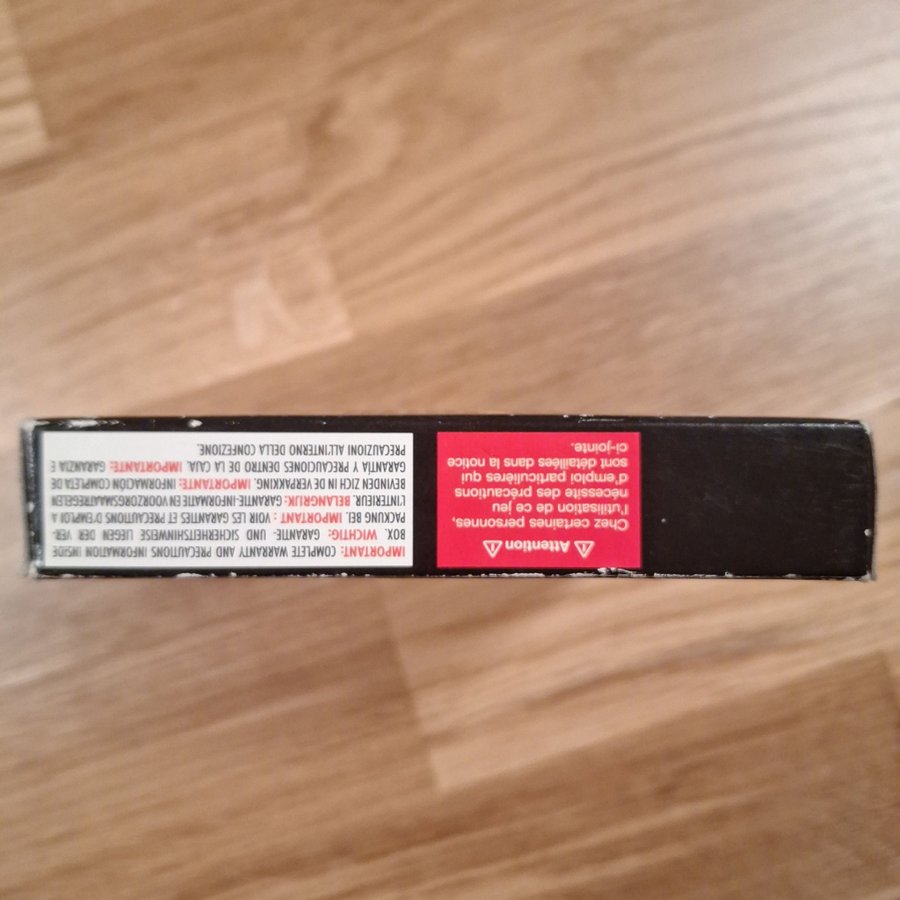 ⚠ Attention ⚠
Chez certaines personnes,
l'utilisation de ce jeu
nécessite des précautions
d'emploi particulières qui
sont détaillées dans la notice
ci-jointe.
IMPORTANT: COMPLETE WARRANTY AND PRECAUTIONS INFORMATION INSIDE
BOX. WICHTIG: GARANTIE- UND SICHERHEITSHINWEISE LIEGEN DER VER-
PACKUNG BEI. IMPORTANT : VOIR LES GARANTIES ET PRECAUTIONS D'EMPLOI A
L'INTERIEUR. BELANGRIJK: GARANTIE-INFORMATIE EN VOORZORGSMAATREGELEN
BEVINDEN ZICH IN DE VERPAKKING. IMPORTANTE: INFORMACIÓN COMPLETA DE
GARANTÍA Y PRECAUCIONES DENTRO DE LA CAJA. IMPORTANTE: GARANZIA E
PRECAUZIONI ALL'INTERNO DELLA CONFEZIONE.